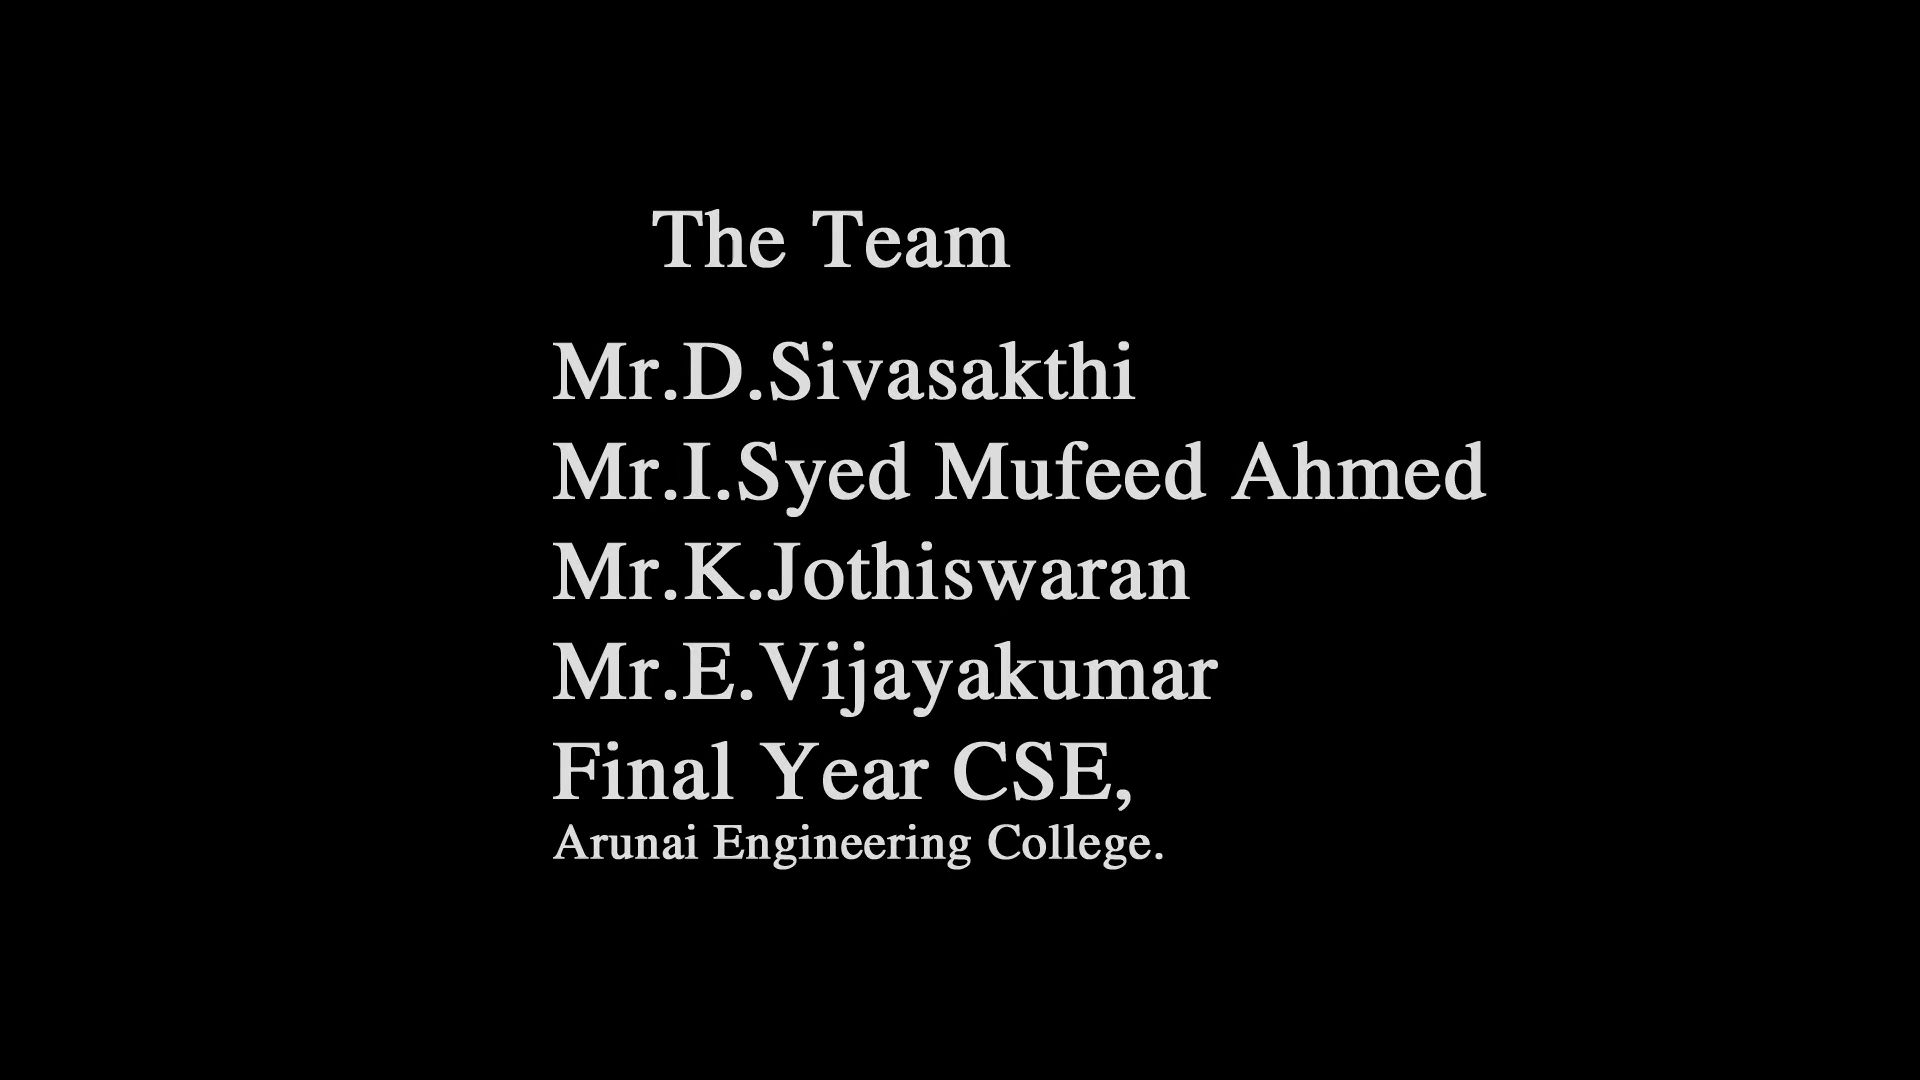 The Team
Mr.D.Sivasakthi
Mr.I.Syed Mufeed Ahmed
Mr.K.Jothiswaran
Mr.E.Vijayakumar
Final Year CSE,
Arunai Engineering College.